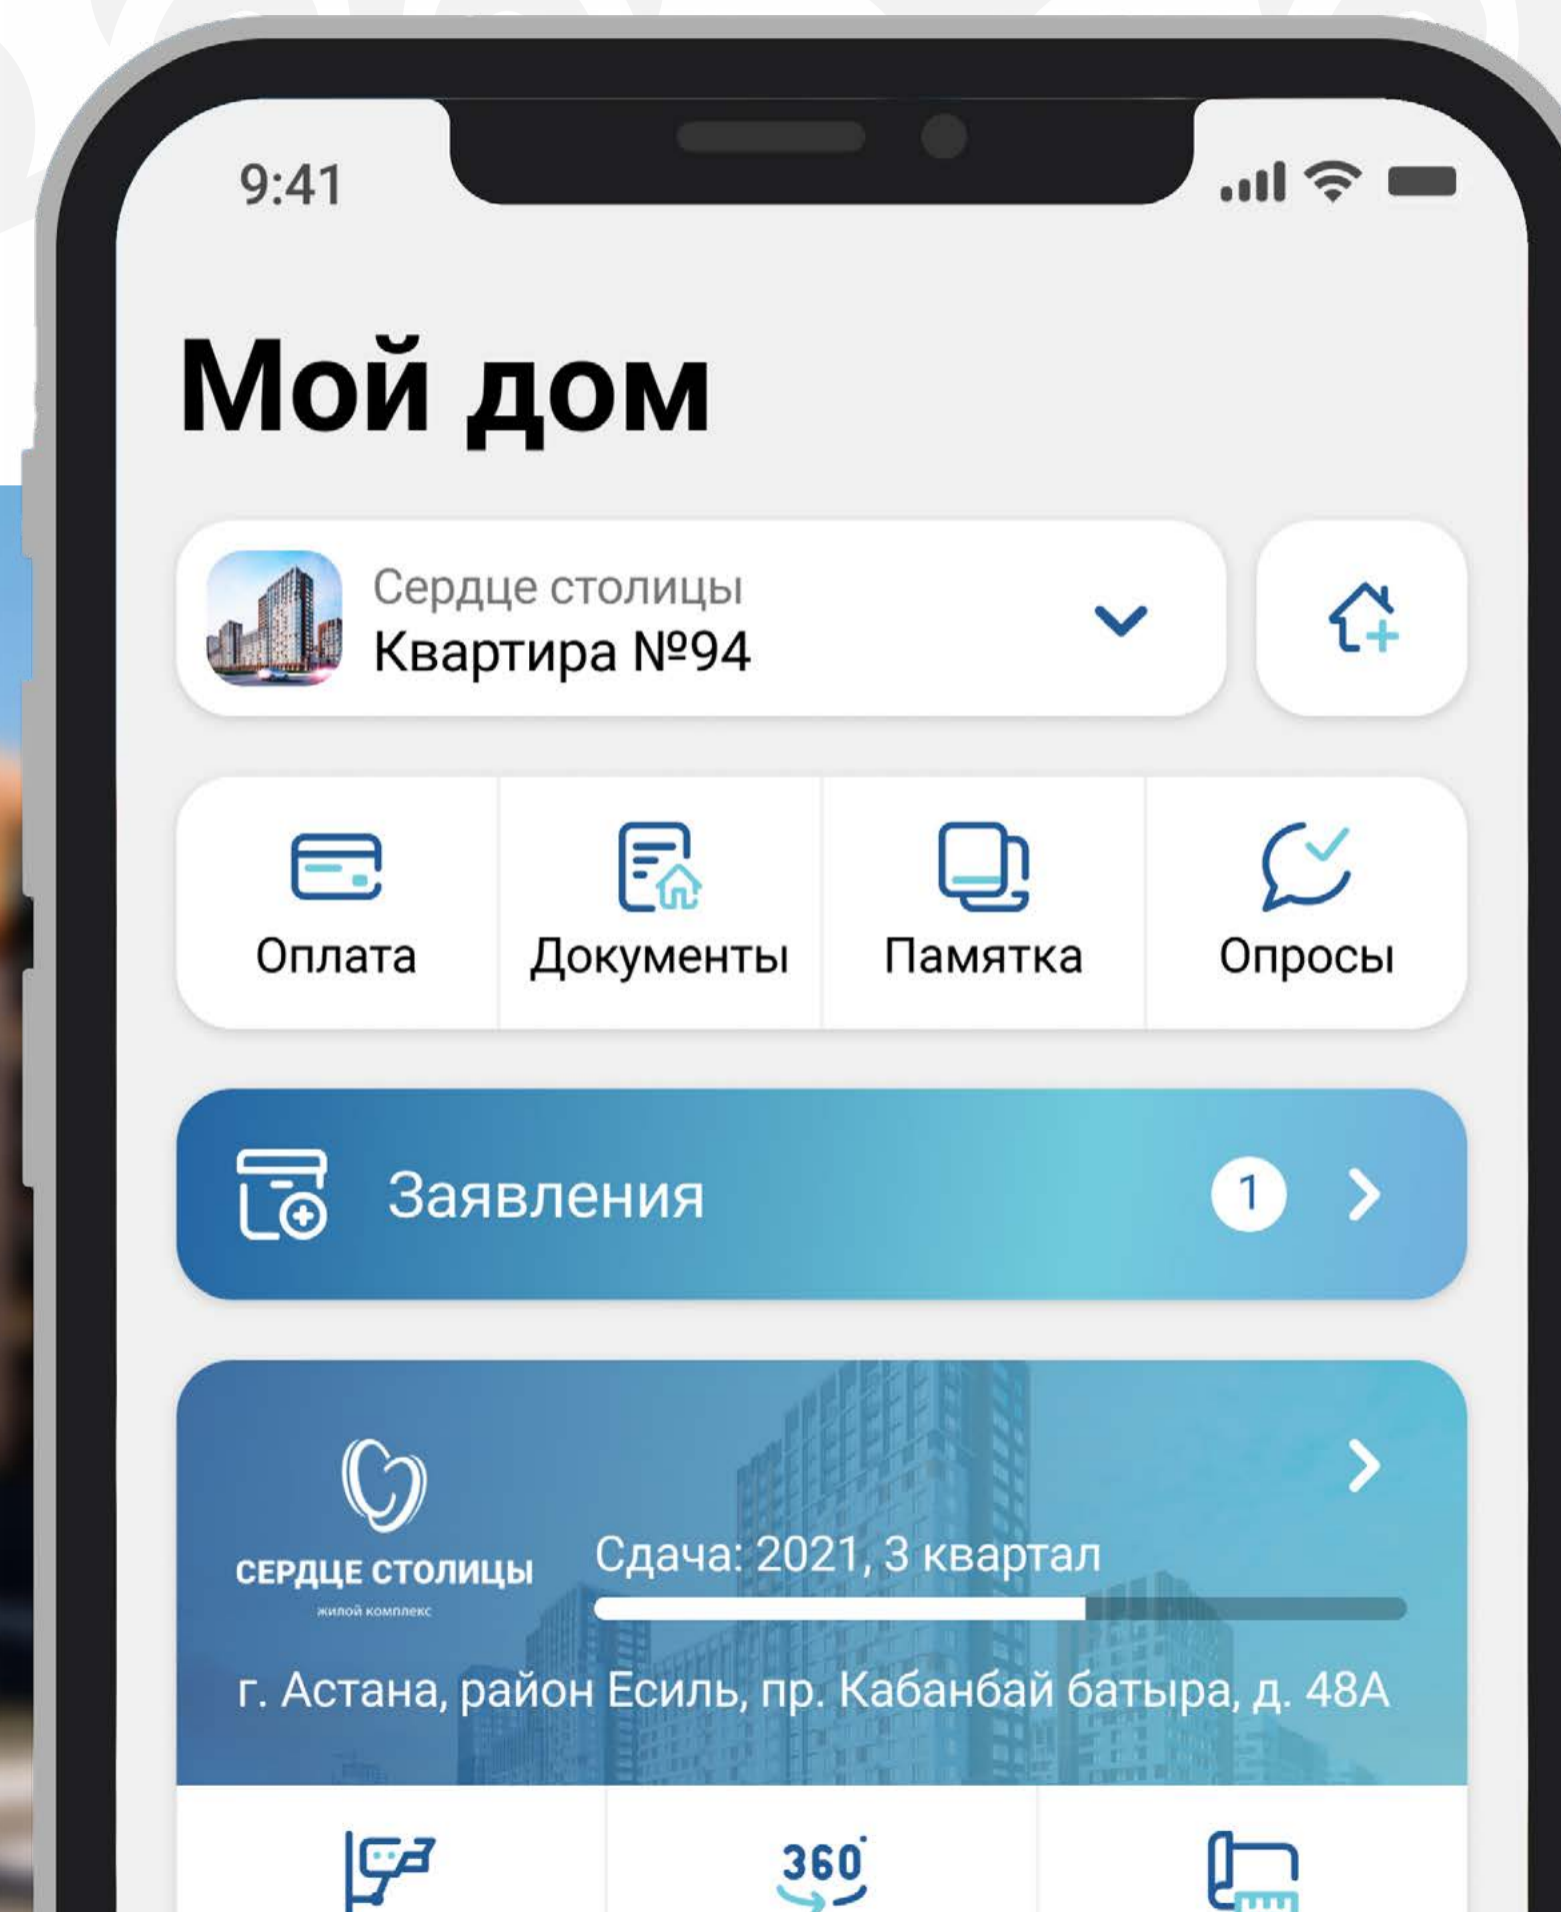 9:41
Мой дом
Сердце столицы
Квартира №94
Оплата
Документы
Памятка
Опросы
Заявления
1
СЕРДЦЕ СТОЛИЦЫ
жилой комплекс
Сдача: 2021, 3 квартал
г. Астана, район Есиль, пр. Кабанбай батыра, д. 48А
360°